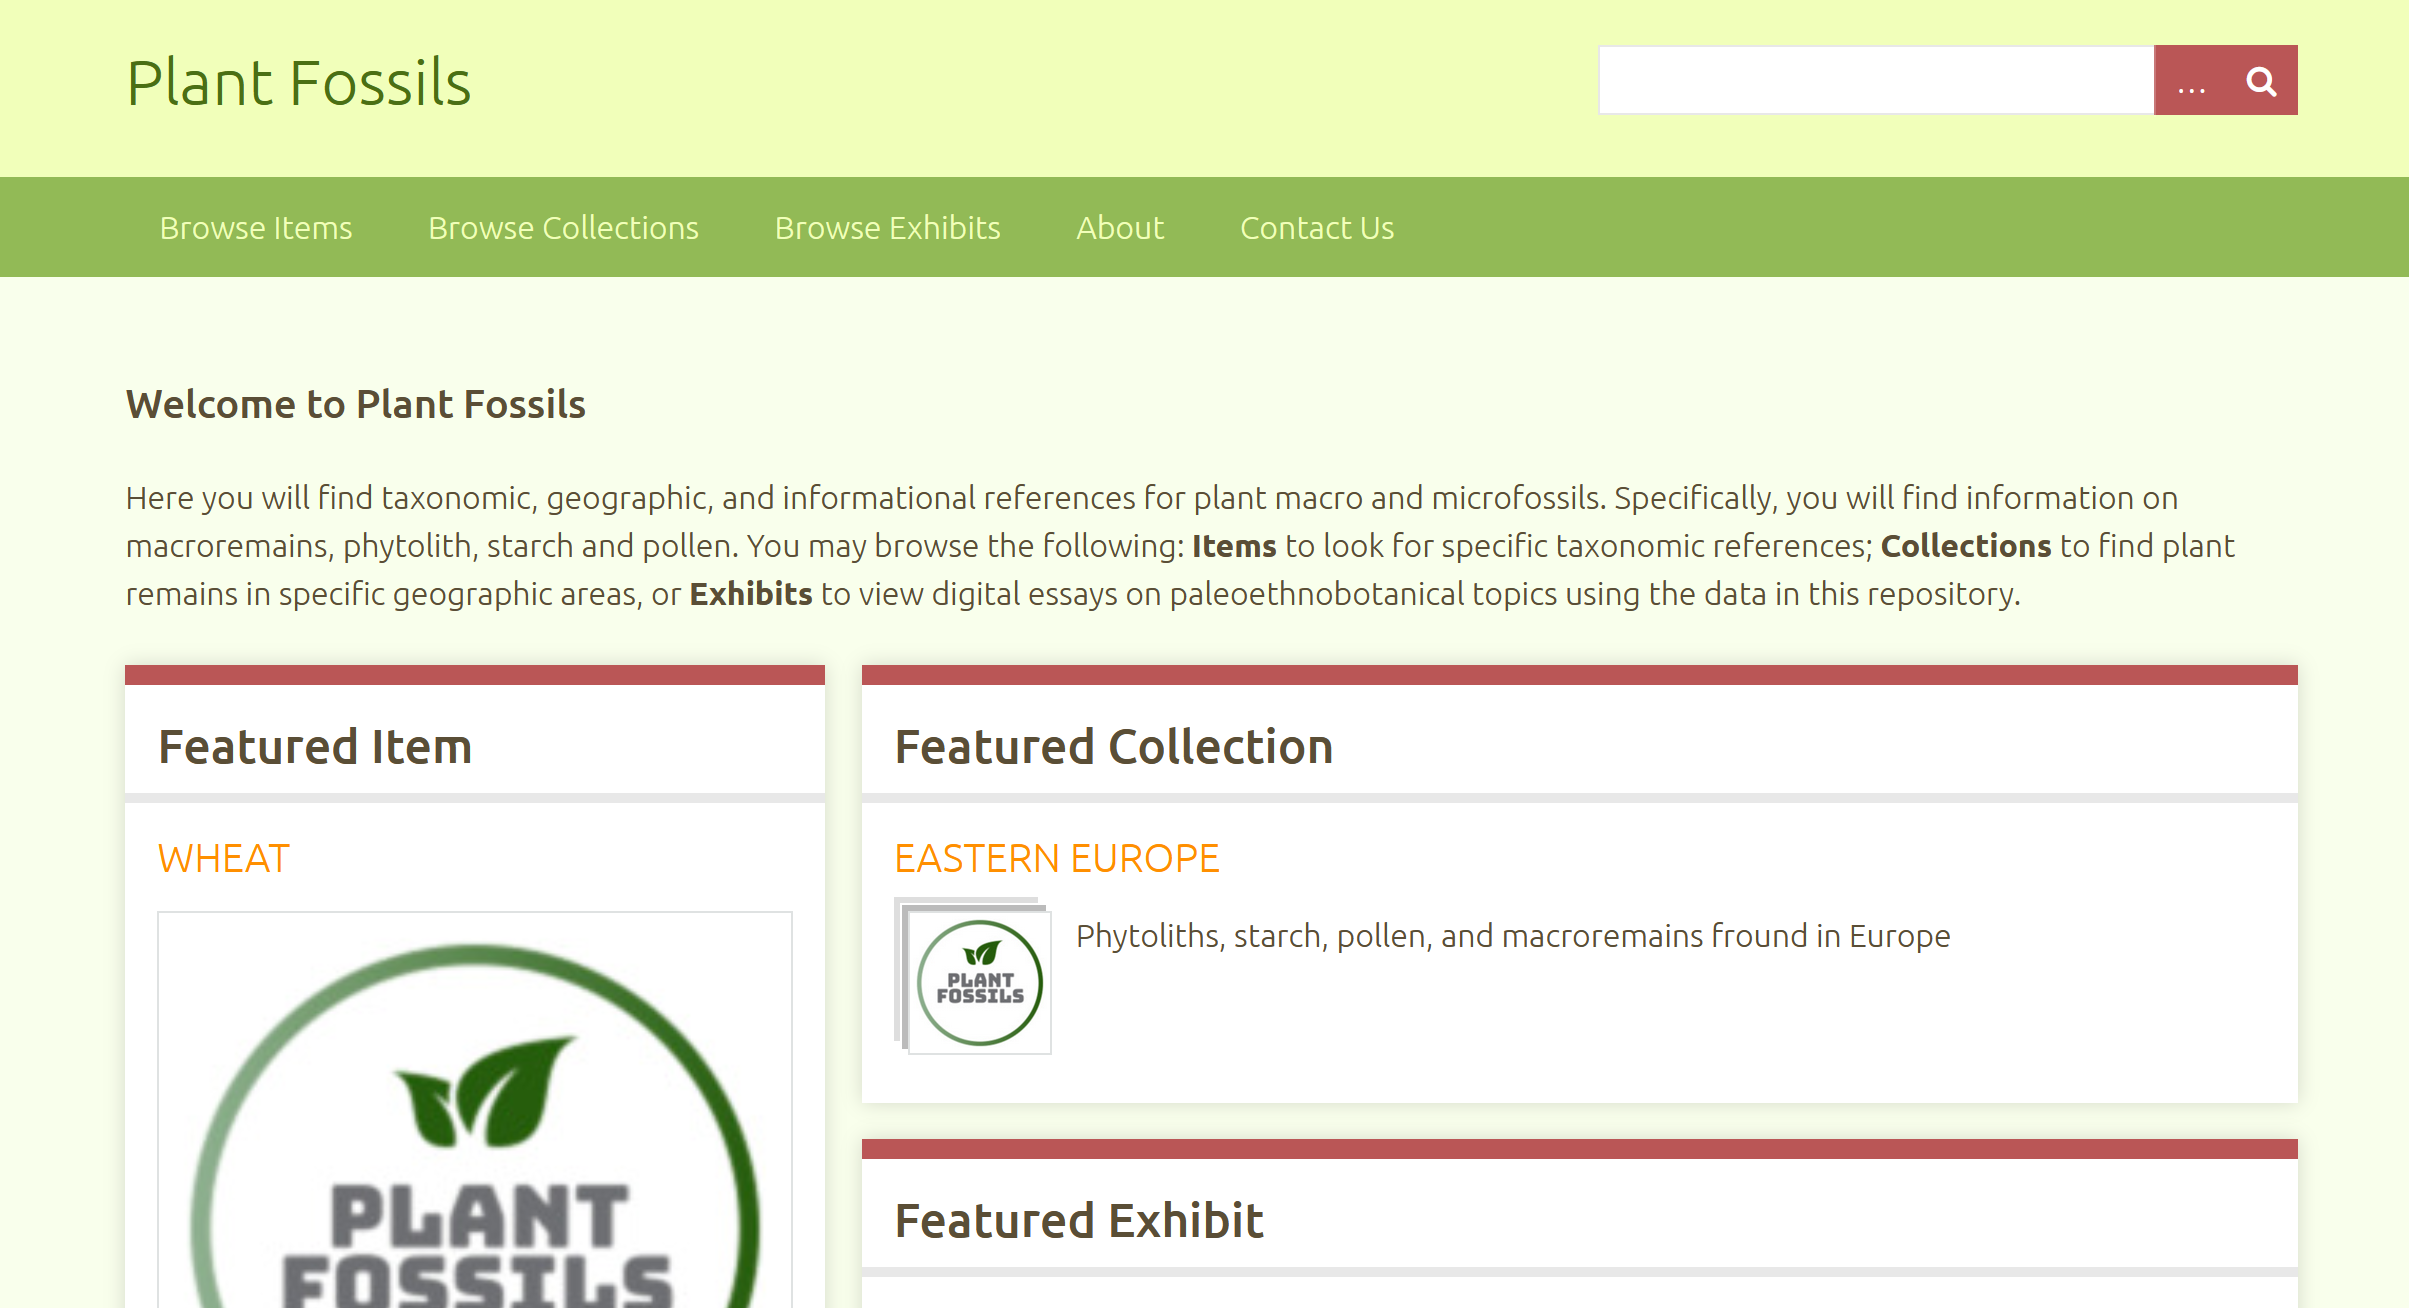 Plant Fossils
...
Browse Items Browse Collections Browse Exhibits About Contact Us
Welcome to Plant Fossils
Here you will find taxonomic, geographic, and informational references for plant macro and microfossils. Specifically, you will find information on
macroremains, phytolith, starch and pollen. You may browse the following: Items to look for specific taxonomic references; Collections to find plant
remains in specific geographic areas, or Exhibits to view digital essays on paleoethnobotanical topics using the data in this repository.
Featured Item
WHEAT
PLANT
FOSSILS
Featured Collection
EASTERN EUROPE
PLANT
FOSSILS
Phytoliths, starch, pollen, and macroremains fround in Europe
Featured Exhibit